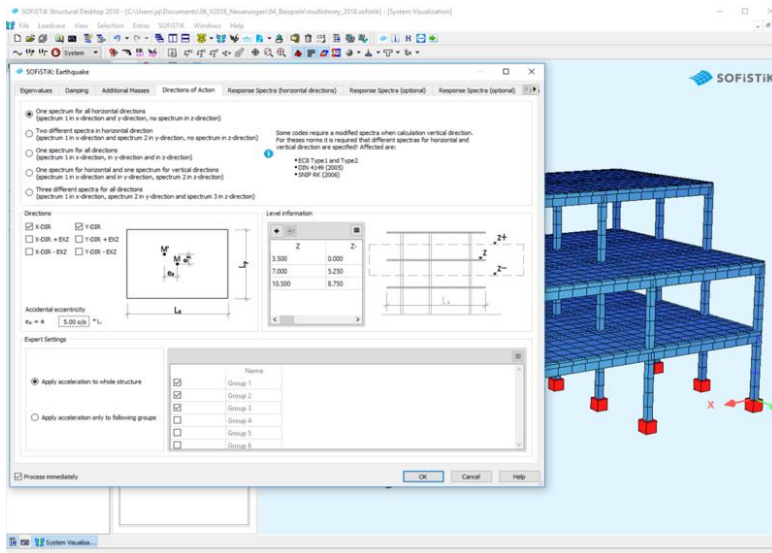 SOFiSTiK Structural Desktop 2018 - [C:\Users\pj\Documents\06_V2018_Neuerungen\04_Beispiele\multistorey_2018.sofistik] - [System Visualisation]
File Loadcase View Selection Extras SOFiSTiK Windows Help
System
SOFiSTiK: Earthquake
Eigenvalues Damping Additional Masses Directions of Action Response Spectra (horizontal directions) Response Spectra (optional) Response Spectra (optional)
One spectrum for all horizontal directions
(spectrum 1 in x-direction and y-direction, no spectrum in z-direction)
Two different spectra in horizontal direction
(spectrum 1 in x-direction and spectrum 2 in y-direction, no spectrum in z-direction)
One spectrum for all directions
(spectrum 1 in x-direction, in y-direction and in z-direction)
One spectrum for horizontal and one spectrum for vertical directions
(spectrum 1 in x-direction and in y-direction, spectrum 2 in z-direction)
Three different spectra for all directions
(spectrum 1 in x-direction, spectrum 2 in y-direction and spectrum 3 in z-direction)
Some codes require a modified spectra when calculation vertical direction.
For theses norms it is required that different spectras for horizontal and
vertical direction are specified! Affected are:
•EC8 Type1 and Type2
•DIN 4149 (2005)
•SNIP RK (2006)
Directions
X-DIR Y-DIR
X-DIR + EXZ Y-DIR + EXZ
X-DIR - EXZ Y-DIR - EXZ
M'
M
Lx
Ly
Accidental eccentricity
5.00 o/o * L
Level information
Z Z-
3.500 0.000
7.000 5.250
10.500 8.750
z+
z
z-
Lx
Expert Settings
Apply acceleration to whole structure
Apply acceleration only to following groups
Name
Group 1
Group 2
Group 3
Group 4
Group 5
Group 6
Process immediately
OK Cancel Help
SOFiSTiK
X
System Visualisa...